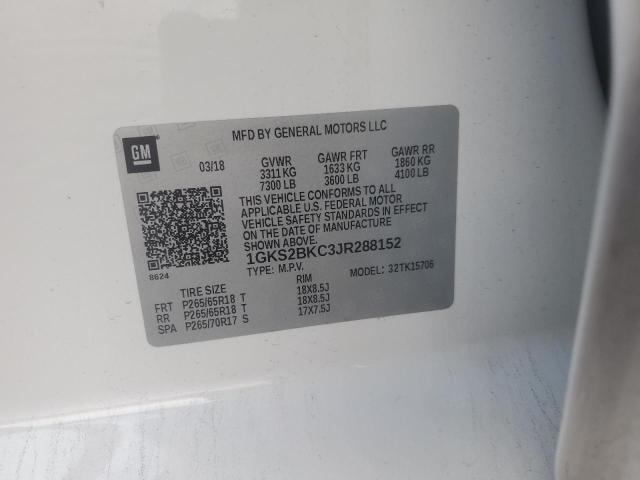 MFD BY GENERAL MOTORS LLC
GM
03/18 GVWR GAWR FRT GAWR RR
3311 KG 1633 KG 1860 KG
7300 LB 3600 LB 4100 LB
THIS VEHICLE CONFORMS TO ALL
APPLICABLE U.S. FEDERAL MOTOR
VEHICLE SAFETY STANDARDS IN EFFECT
ON THE DATE OF MANUFACTURE
SHOWN ABOVE.
1GKS2BKC3JR288152
8624
TYPE: M.P.V. MODEL: 32TK15706
TIRE SIZE RIM
FRT P265/65R18 T 18X8.5J
RR P265/65R18 T 18X8.5J
SPA P265/70R17 S 17X7.5J